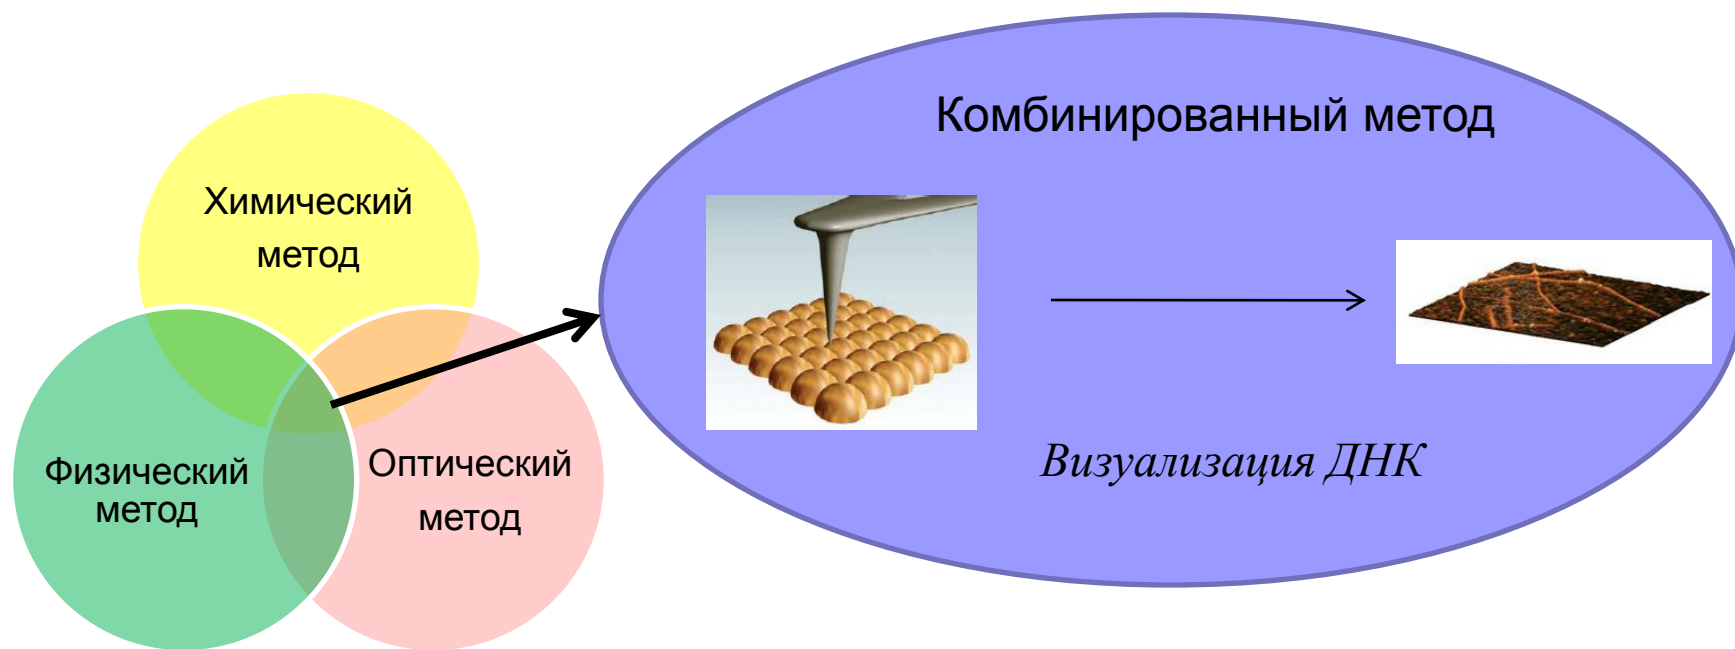 Химический
метод
Физический
метод
Оптический
метод
Комбинированный метод
Визуализация ДНК